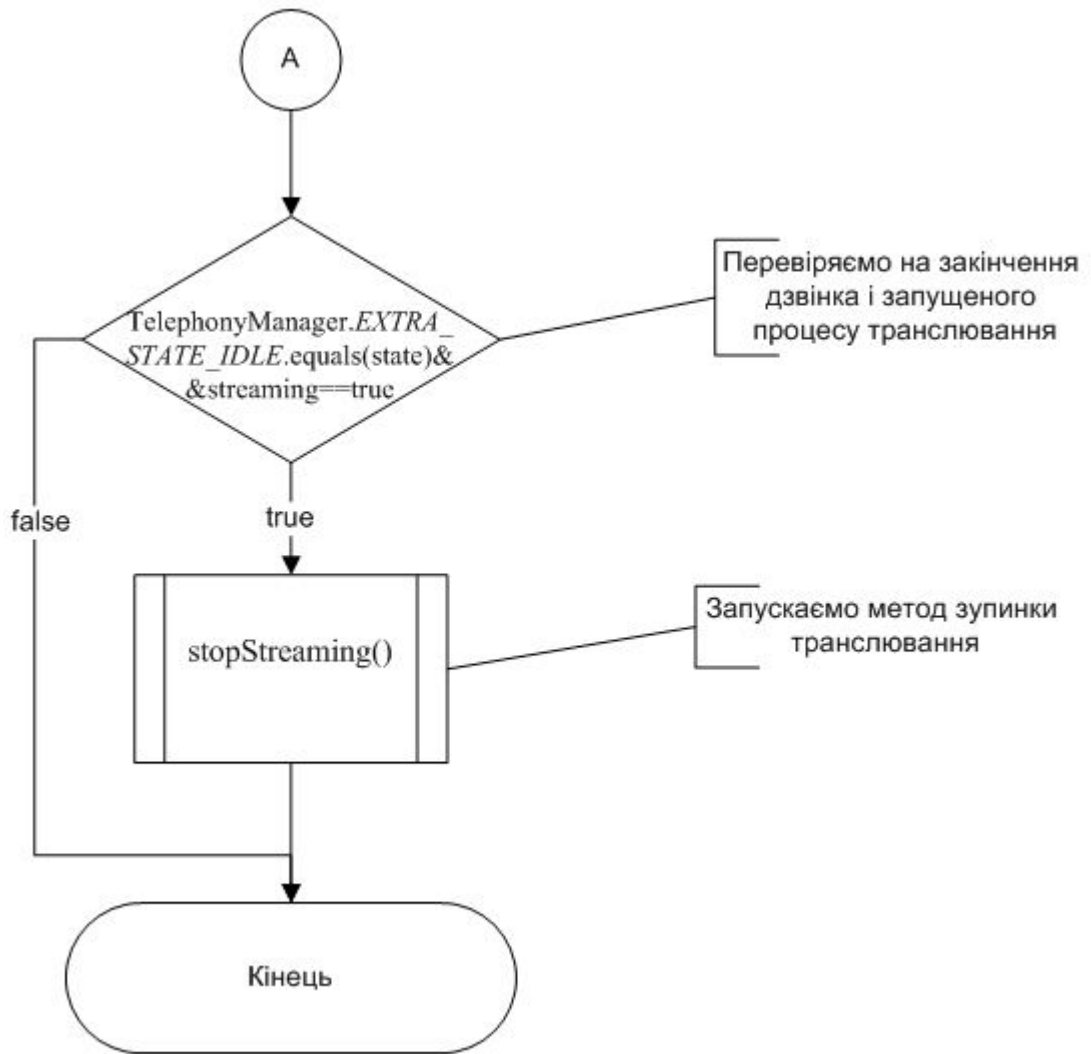 A
TelephonyManager.EXTRA_
STATE_IDLE.equals(state)&
&streaming==true
Перевіряємо на закінчення
дзвінка і запущеного
процесу транслювання
false
true
stopStreaming()
Запускаємо метод зупинки
транслювання
Кінець